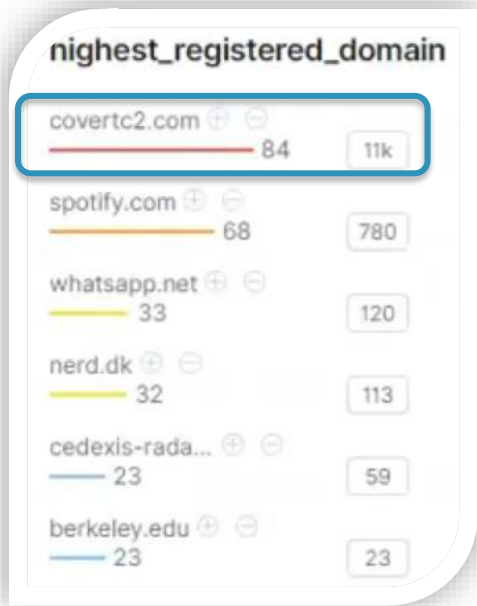 highest_registered_domain
covertc2.com
84 11k
spotify.com
68 780
whatsapp.net
33 120
nerd.dk
32 113
cedexis-rada...
23 59
berkeley.edu
23 23